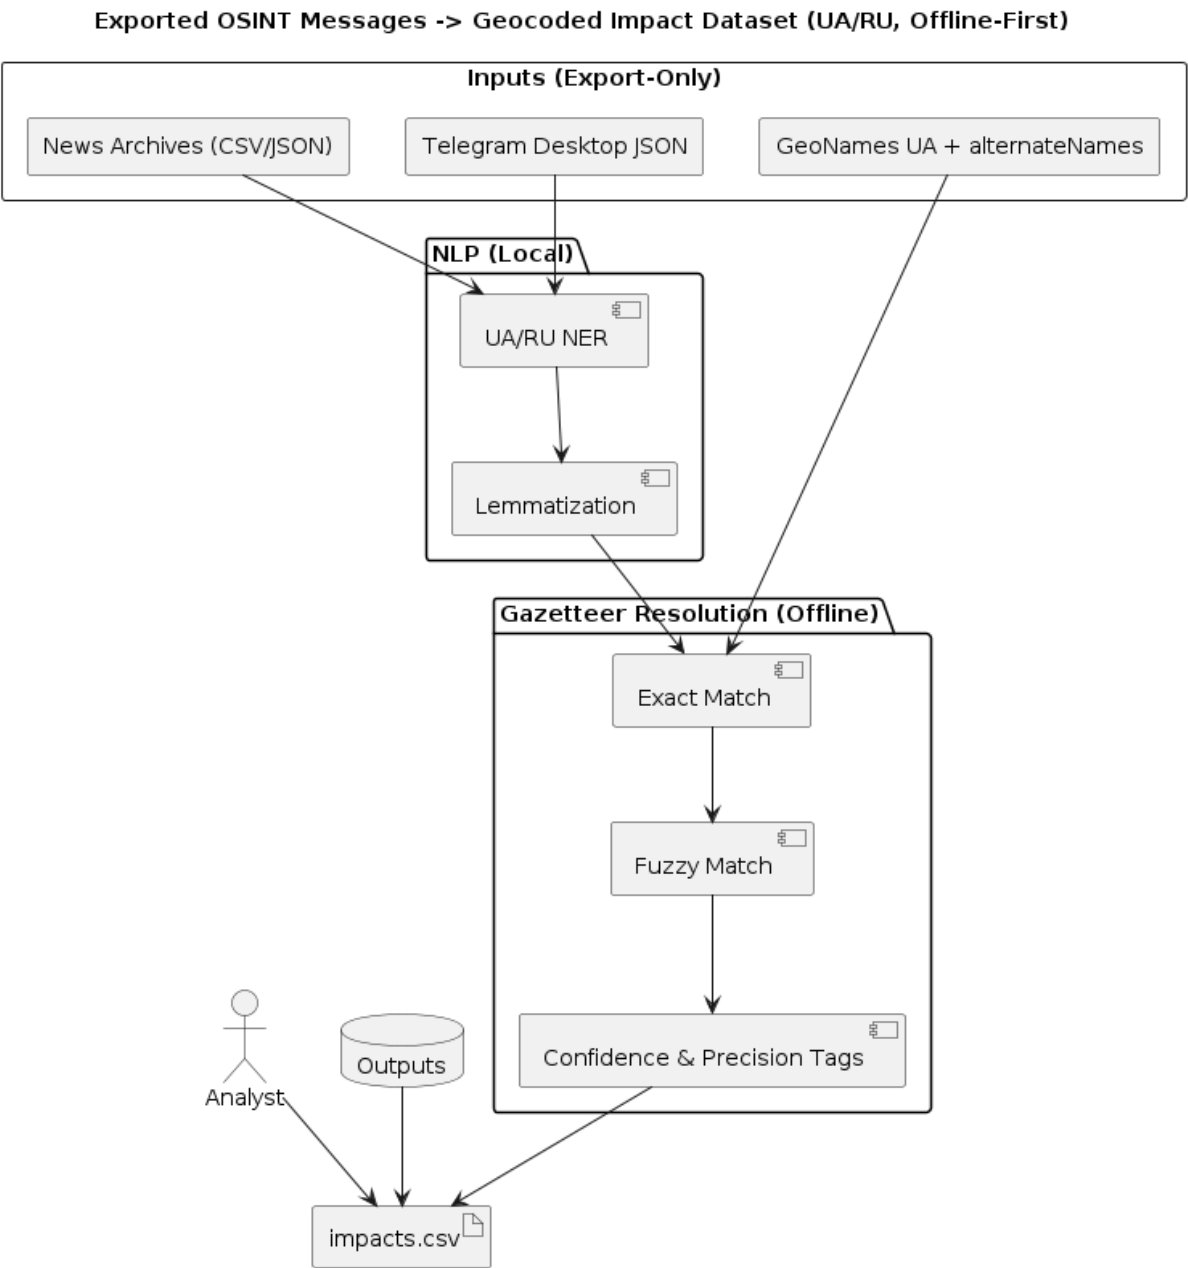 Exported OSINT Messages -> Geocoded Impact Dataset (UA/RU, Offline-First)
Inputs (Export-Only)
News Archives (CSV/JSON)
Telegram Desktop JSON
GeoNames UA + alternateNames
NLP (Local)
UA/RU NER
Lemmatization
Gazetteer Resolution (Offline)
Exact Match
Fuzzy Match
Confidence & Precision Tags
Analyst
Outputs
impacts.csv